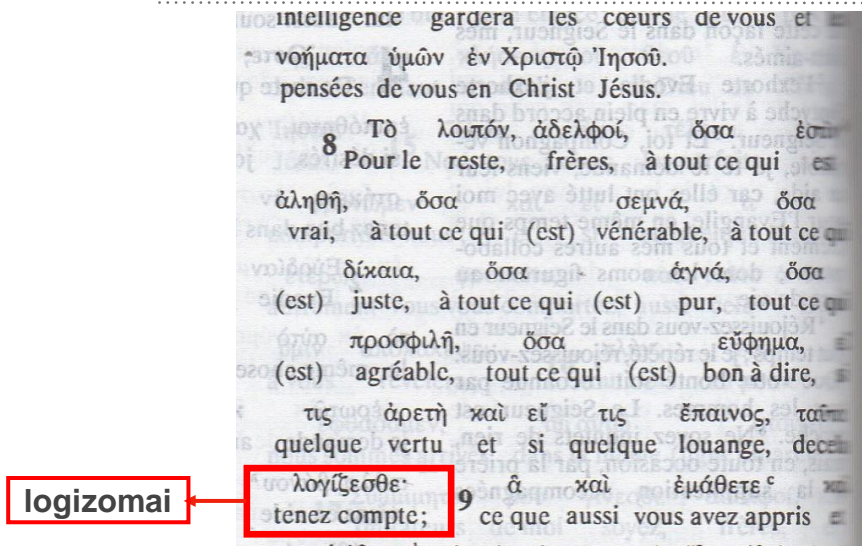 intelligence gardera les cœurs de vous et
νοήματα ὑμῶν ἐν Χριστῷ Ἰησοῦ.
pensées de vous en Christ Jésus.
8 Τὸ λοιπόν, ἀδελφοί, ὅσα
Pour le reste, frères, à tout ce qui
ἀληθῆ, ὅσα σεμνά, ὅσα
vrai, à tout ce qui (est) vénérable, à tout ce
δίκαια, ὅσα ἁγνά, ὅσα
(est) juste, à tout ce qui (est) pur, tout ce
προσφιλῆ, ὅσα εὔφημα,
(est) agréable, tout ce qui (est) bon à dire,
τις ἀρετὴ καὶ εἴ τις ἔπαινος,
quelque vertu et si quelque louange,
λογίζεσθε· 9 ἃ καὶ ἐμάθετε c
tenez compte; ce que aussi vous avez appris
logizomai